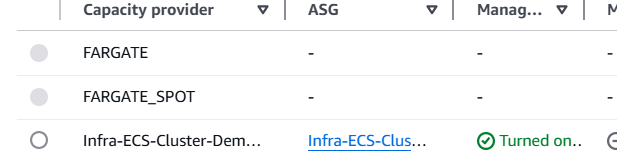 Capacity provider ASG Manag... M
FARGATE - - -
FARGATE_SPOT - - -
Infra-ECS-Cluster-Dem... Infra-ECS-Clus... Turned on..